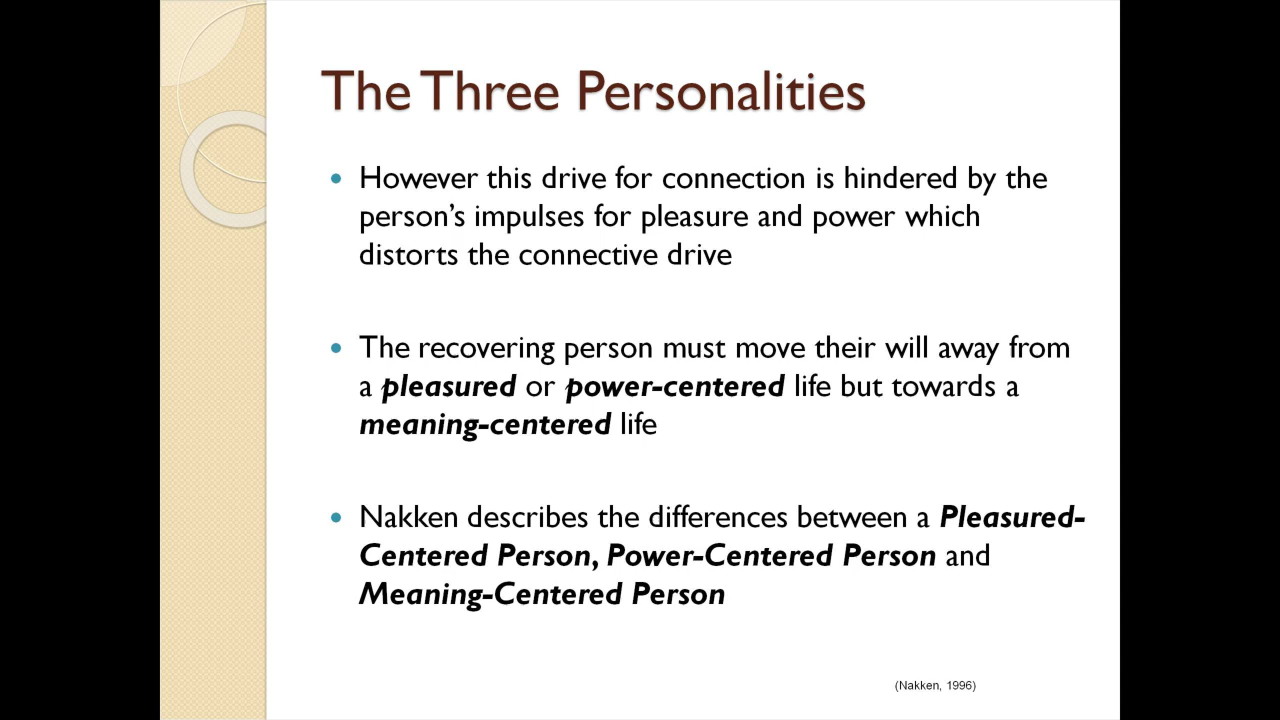 The Three Personalities
However this drive for connection is hindered by the
person's impulses for pleasure and power which
distorts the connective drive
The recovering person must move their will away from
a pleasured or power-centered life but towards a
meaning-centered life
Nakken describes the differences between a Pleasured-
Centered Person, Power-Centered Person and
Meaning-Centered Person
(Nakken, 1996)